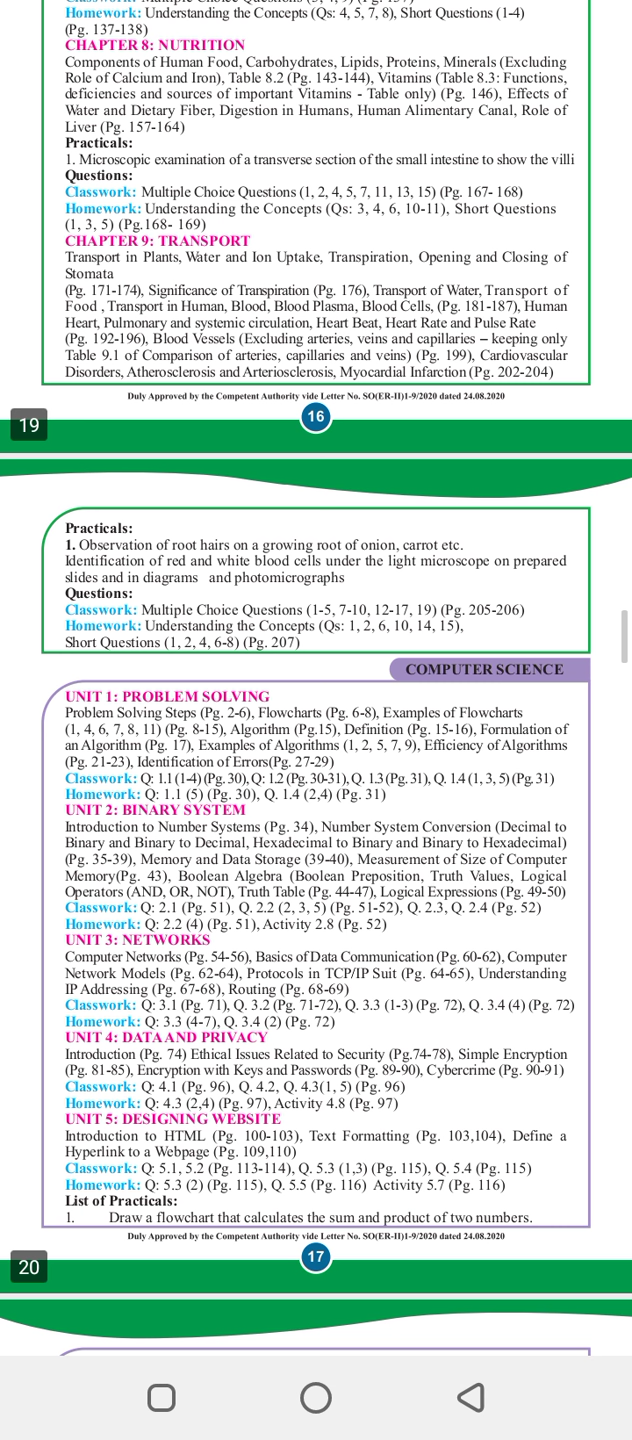 Homework: Understanding the Concepts (Qs: 4, 5, 7, 8), Short Questions (1-4)
(Pg. 137-138)
CHAPTER 8: NUTRITION
Components of Human Food, Carbohydrates, Lipids, Proteins, Minerals (Excluding
Role of Calcium and Iron), Table 8.2 (Pg. 143-144), Vitamins (Table 8.3: Functions,
deficiencies and sources of important Vitamins - Table only) (Pg. 146), Effects of
Water and Dietary Fiber, Digestion in Humans, Human Alimentary Canal, Role of
Liver (Pg. 157-164)
Practicals:
1. Microscopic examination of a transverse section of the small intestine to show the villi
Questions:
Classwork: Multiple Choice Questions (1, 2, 4, 5, 7, 11, 13, 15) (Pg. 167- 168)
Homework: Understanding the Concepts (Qs: 3, 4, 6, 10-11), Short Questions
(1, 3, 5) (Pg.168- 169)
CHAPTER 9: TRANSPORT
Transport in Plants, Water and Ion Uptake, Transpiration, Opening and Closing of
Stomata
(Pg. 171-174), Significance of Transpiration (Pg. 176), Transport of Water, Transport of
Food , Transport in Human, Blood, Blood Plasma, Blood Cells, (Pg. 181-187), Human
Heart, Pulmonary and systemic circulation, Heart Beat, Heart Rate and Pulse Rate
(Pg. 192-196), Blood Vessels (Excluding arteries, veins and capillaries – keeping only
Table 9.1 of Comparison of arteries, capillaries and veins) (Pg. 199), Cardiovascular
Disorders, Atherosclerosis and Arteriosclerosis, Myocardial Infarction (Pg. 202-204)
Duly Approved by the Competent Authority vide Letter No. SO(ER-II)1-9/2020 dated 24.08.2020
19
16
Practicals:
1. Observation of root hairs on a growing root of onion, carrot etc.
Identification of red and white blood cells under the light microscope on prepared
slides and in diagrams and photomicrographs
Questions:
Classwork: Multiple Choice Questions (1-5, 7-10, 12-17, 19) (Pg. 205-206)
Homework: Understanding the Concepts (Qs: 1, 2, 6, 10, 14, 15),
Short Questions (1, 2, 4, 6-8) (Pg. 207)
COMPUTER SCIENCE
UNIT 1: PROBLEM SOLVING
Problem Solving Steps (Pg. 2-6), Flowcharts (Pg. 6-8), Examples of Flowcharts
(1, 4, 6, 7, 8, 11) (Pg. 8-15), Algorithm (Pg.15), Definition (Pg. 15-16), Formulation of
an Algorithm (Pg. 17), Examples of Algorithms (1, 2, 5, 7, 9), Efficiency of Algorithms
(Pg. 21-23), Identification of Errors(Pg. 27-29)
Classwork: Q: 1.1 (1-4) (Pg. 30), Q: 1.2 (Pg. 30-31), Q. 1.3 (Pg. 31), Q. 1.4 (1, 3, 5) (Pg. 31)
Homework: Q: 1.1 (5) (Pg. 30), Q. 1.4 (2,4) (Pg. 31)
UNIT 2: BINARY SYSTEM
Introduction to Number Systems (Pg. 34), Number System Conversion (Decimal to
Binary and Binary to Decimal, Hexadecimal to Binary and Binary to Hexadecimal)
(Pg. 35-39), Memory and Data Storage (39-40), Measurement of Size of Computer
Memory(Pg. 43), Boolean Algebra (Boolean Preposition, Truth Values, Logical
Operators (AND, OR, NOT), Truth Table (Pg. 44-47), Logical Expressions (Pg. 49-50)
Classwork: Q: 2.1 (Pg. 51), Q. 2.2 (2, 3, 5) (Pg. 51-52), Q. 2.3, Q. 2.4 (Pg. 52)
Homework: Q: 2.2 (4) (Pg. 51), Activity 2.8 (Pg. 52)
UNIT 3: NETWORKS
Computer Networks (Pg. 54-56), Basics of Data Communication (Pg. 60-62), Computer
Network Models (Pg. 62-64), Protocols in TCP/IP Suit (Pg. 64-65), Understanding
IP Addressing (Pg. 67-68), Routing (Pg. 68-69)
Classwork: Q: 3.1 (Pg. 71), Q. 3.2 (Pg. 71-72), Q. 3.3 (1-3) (Pg. 72), Q. 3.4 (4) (Pg. 72)
Homework: Q: 3.3 (4-7), Q. 3.4 (2) (Pg. 72)
UNIT 4: DATA AND PRIVACY
Introduction (Pg. 74) Ethical Issues Related to Security (Pg.74-78), Simple Encryption
(Pg. 81-85), Encryption with Keys and Passwords (Pg. 89-90), Cybercrime (Pg. 90-91)
Classwork: Q: 4.1 (Pg. 96), Q. 4.2, Q. 4.3(1, 5) (Pg. 96)
Homework: Q: 4.3 (2,4) (Pg. 97), Activity 4.8 (Pg. 97)
UNIT 5: DESIGNING WEBSITE
Introduction to HTML (Pg. 100-103), Text Formatting (Pg. 103,104), Define a
Hyperlink to a Webpage (Pg. 109,110)
Classwork: Q: 5.1, 5.2 (Pg. 113-114), Q. 5.3 (1,3) (Pg. 115), Q. 5.4 (Pg. 115)
Homework: Q: 5.3 (2) (Pg. 115), Q. 5.5 (Pg. 116) Activity 5.7 (Pg. 116)
List of Practicals:
1. Draw a flowchart that calculates the sum and product of two numbers.
Duly Approved by the Competent Authority vide Letter No. SO(ER-II)1-9/2020 dated 24.08.2020
20
17